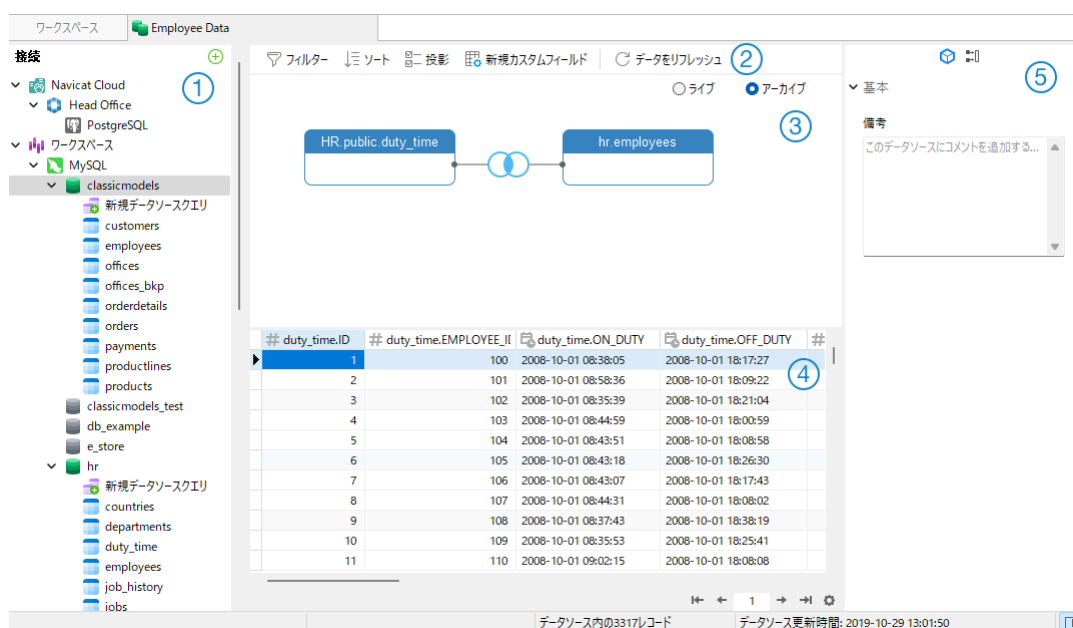 ワークスペース
Employee Data
接続
①
Navicat Cloud
Head Office
PostgreSQL
ワークスペース
MySQL
classicmodels
新規データソースクエリ
customers
employees
offices
offices_bkp
orderdetails
orders
payments
productlines
products
classicmodels_test
db_example
e_store
hr
新規データソースクエリ
countries
departments
duty_time
employees
job_history
jobs
フィルター ソート 投影 新規カスタムフィールド データをリフレッシュ ②
ライブ アーカイブ
③
HR.public.duty_time hr.employees
# duty_time.ID # duty_time.EMPLOYEE_II duty_time.ON_DUTY duty_time.OFF_DUTY #
1 100 2008-10-01 08:38:05 2008-10-01 18:17:27
④
2 101 2008-10-01 08:58:36 2008-10-01 18:09:22
3 102 2008-10-01 08:35:39 2008-10-01 18:21:04
4 103 2008-10-01 08:44:59 2008-10-01 18:00:59
5 104 2008-10-01 08:43:51 2008-10-01 18:08:58
6 105 2008-10-01 08:43:18 2008-10-01 18:26:30
7 106 2008-10-01 08:43:07 2008-10-01 18:17:43
8 107 2008-10-01 08:44:31 2008-10-01 18:08:02
9 108 2008-10-01 08:37:43 2008-10-01 18:38:19
10 109 2008-10-01 08:35:53 2008-10-01 18:25:41
11 110 2008-10-01 09:02:15 2008-10-01 18:08:08
1
⑤
基本
備考
このデータソースにコメントを追加する...
データソース内の3317レコード
データソース更新時間: 2019-10-29 13:01:50